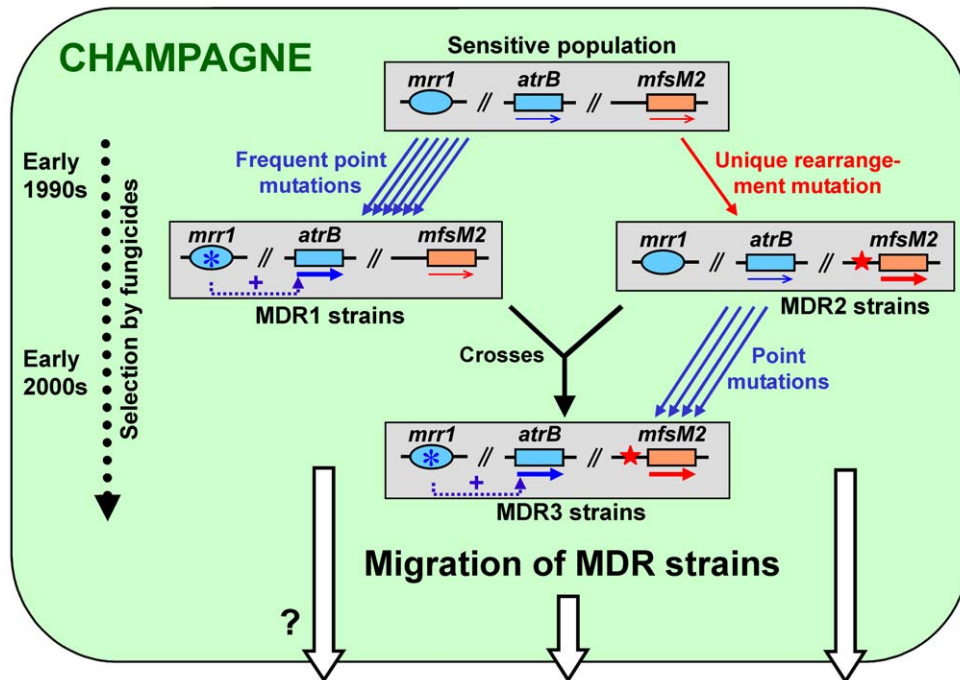 CHAMPAGNE
Sensitive population
mrr1 // atrB // mfsM2
Early
1990s
Selection by fungicides
Frequent point
mutations
Unique rearrange-
ment mutation
mrr1 // atrB // mfsM2
* +
MDR1 strains
mrr1 // atrB // mfsM2
MDR2 strains
Early
2000s
Crosses
Point
mutations
mrr1 // atrB // mfsM2
* +
MDR3 strains
Migration of MDR strains
?